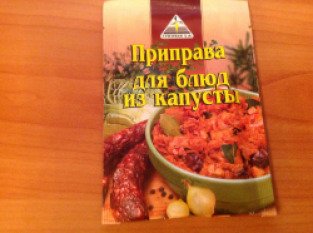 Приправа
для блюд
из капусты